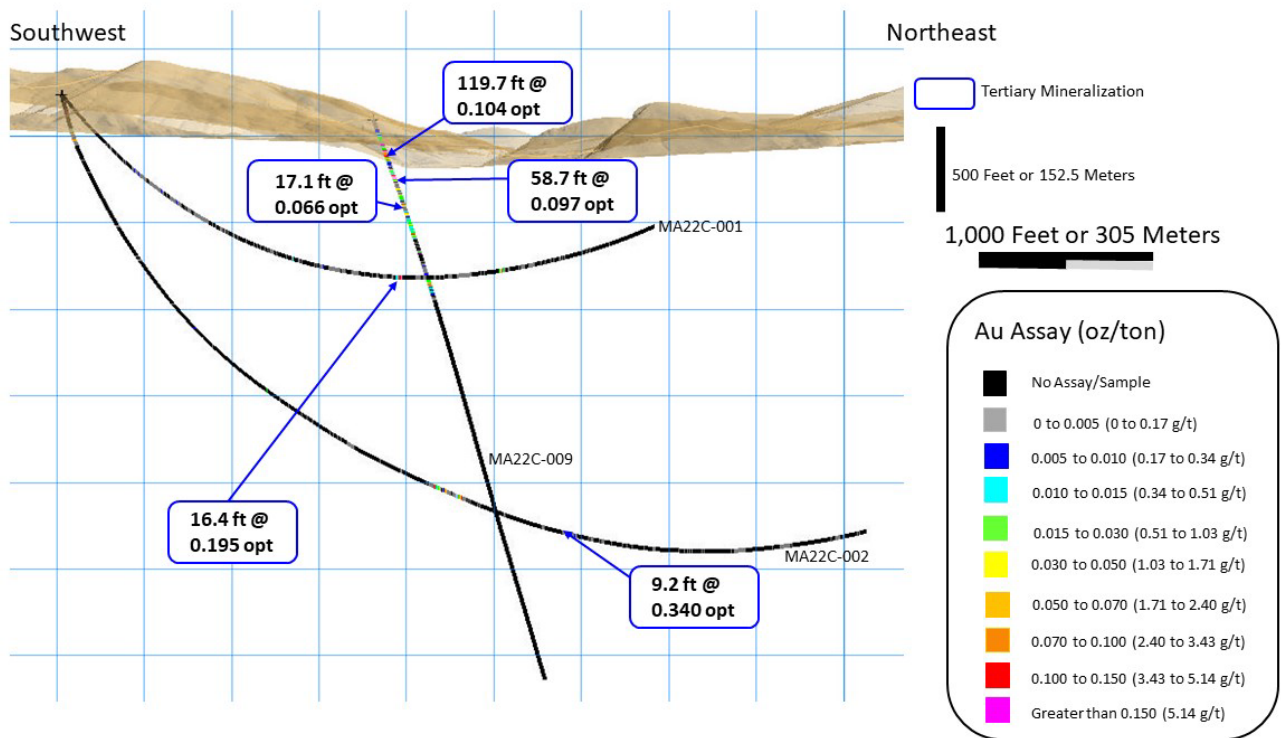 Southwest
Northeast
119.7 ft @
0.104 opt
Tertiary Mineralization
17.1 ft @
0.066 opt
58.7 ft @
0.097 opt
500 Feet or 152.5 Meters
MA22C-001
1,000 Feet or 305 Meters
Au Assay (oz/ton)
No Assay/Sample
0 to 0.005 (0 to 0.17 g/t)
0.005 to 0.010 (0.17 to 0.34 g/t)
0.010 to 0.015 (0.34 to 0.51 g/t)
0.015 to 0.030 (0.51 to 1.03 g/t)
0.030 to 0.050 (1.03 to 1.71 g/t)
0.050 to 0.070 (1.71 to 2.40 g/t)
0.070 to 0.100 (2.40 to 3.43 g/t)
0.100 to 0.150 (3.43 to 5.14 g/t)
Greater than 0.150 (5.14 g/t)
MA22C-009
16.4 ft @
0.195 opt
MA22C-002
9.2 ft @
0.340 opt